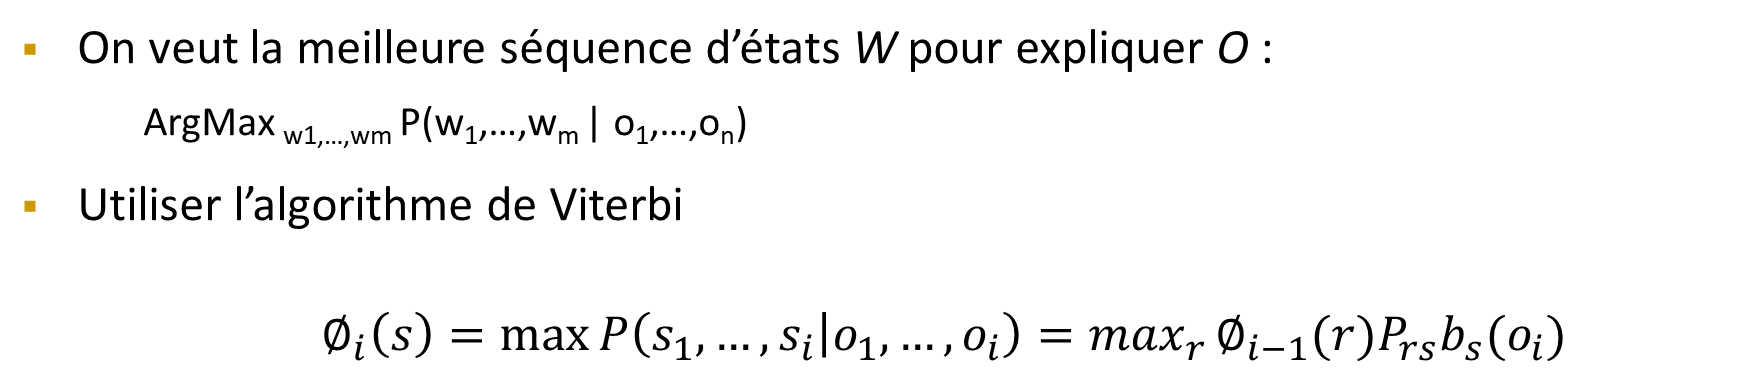 ▪ On veut la meilleure séquence d’états W pour expliquer O :
ArgMax w1,…,wm P(w₁,…,wₘ | o₁,…,oₙ)
▪ Utiliser l’algorithme de Viterbi
∅ᵢ(s) = max P(s₁, … , sᵢ|o₁, … , oᵢ) = maxᵣ ∅ᵢ₋₁(r)Pᵣₛbₛ(oᵢ)